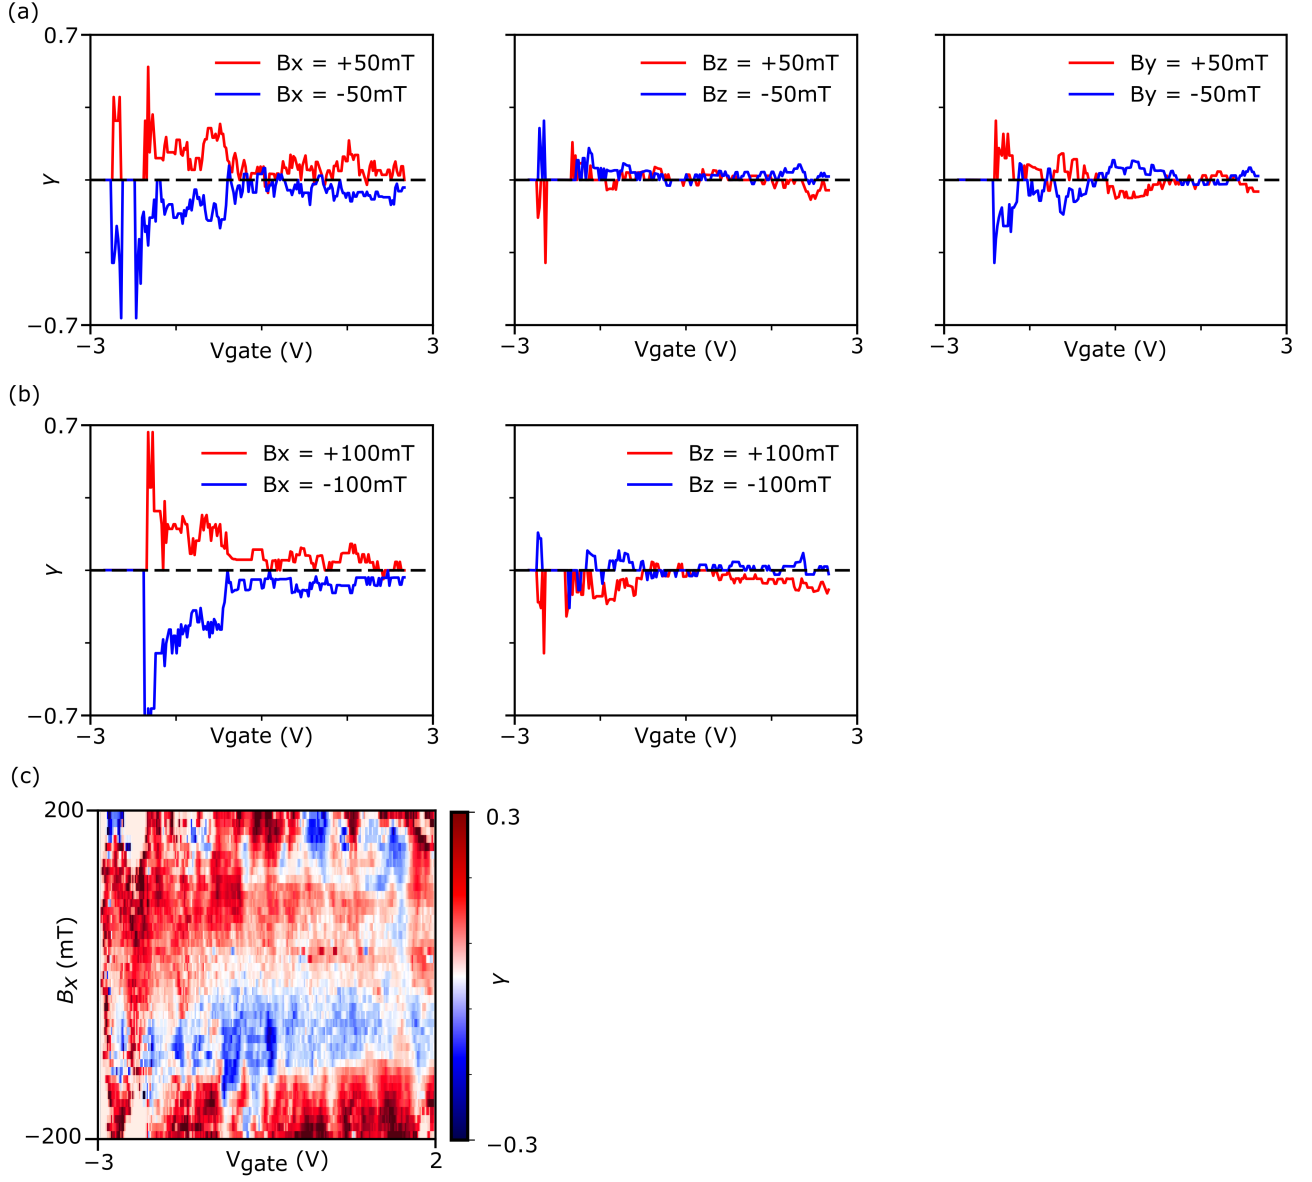 (a)
0.7
γ
−0.7
Bx = +50mT
Bx = -50mT
−3
Vgate (V)
3
Bz = +50mT
Bz = -50mT
−3
Vgate (V)
3
By = +50mT
By = -50mT
−3
Vgate (V)
3
(b)
0.7
γ
−0.7
Bx = +100mT
Bx = -100mT
−3
Vgate (V)
3
Bz = +100mT
Bz = -100mT
−3
Vgate (V)
3
(c)
200
Bx (mT)
−200
−3
Vgate (V)
2
0.3
γ
−0.3